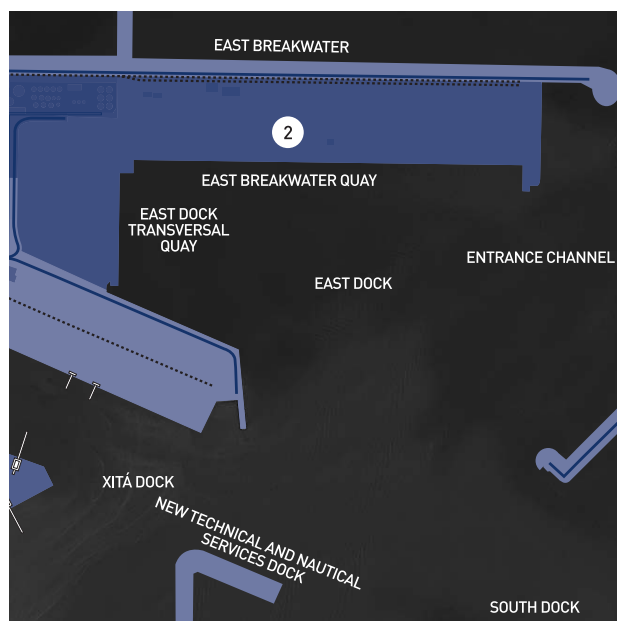 EAST BREAKWATER
2
EAST BREAKWATER QUAY
EAST DOCK
TRANSVERSAL
QUAY
ENTRANCE CHANNEL
EAST DOCK
XITÁ DOCK
NEW TECHNICAL AND NAUTICAL
SERVICES DOCK
SOUTH DOCK